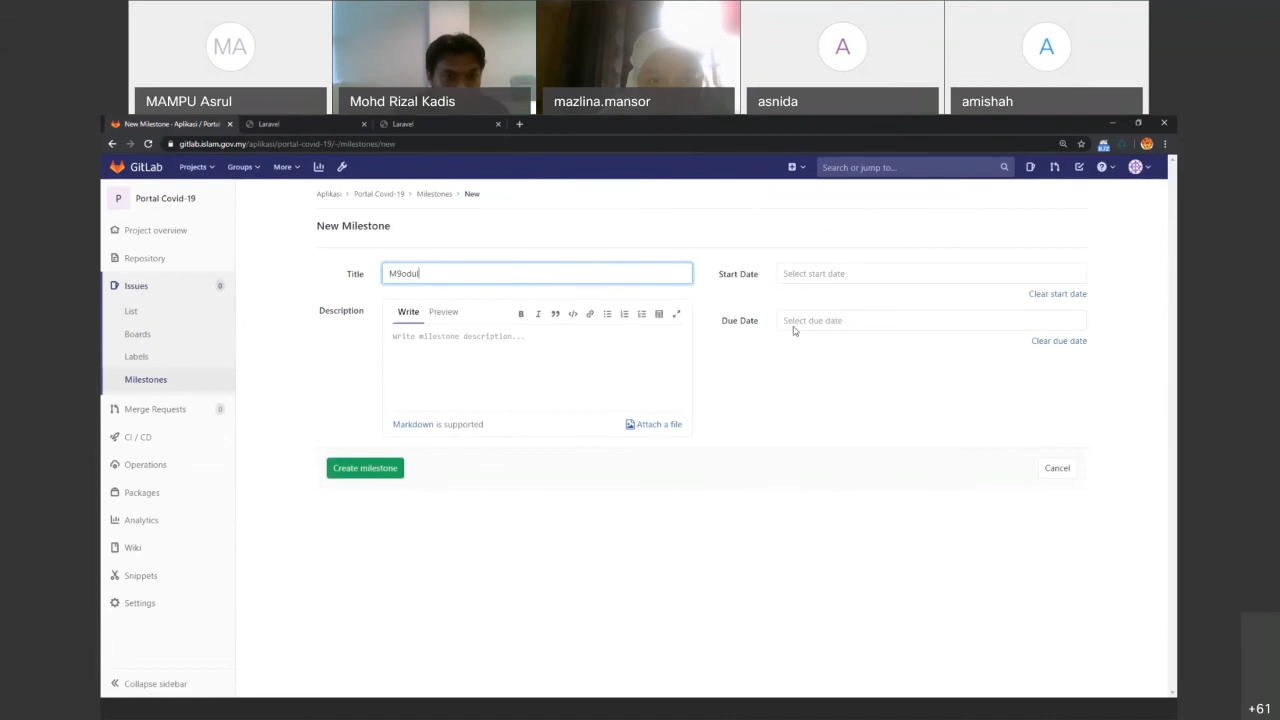 MA
A
A
MAMPU Asrul
Mohd Rizal Kadis
mazlina.mansor
asnida
amishah
New Milestone - Aplikasi / Portal
Laravel
Laravel
gitlab.islam.gov.my/aplikasi/portal-covid-19/-/milestones/new
GitLab
Projects
Groups
More
Search or jump to...
P
Portal Covid-19
Project overview
Repository
Issues
0
List
Boards
Labels
Milestones
Merge Requests
0
CI / CD
Operations
Packages
Analytics
Wiki
Snippets
Settings
Collapse sidebar
Aplikasi > Portal Covid-19 > Milestones > New
New Milestone
Title
M9odul
Start Date
Select start date
Clear start date
Description
Write
Preview
Due Date
Select due date
Clear due date
Write milestone description...
Markdown is supported
Attach a file
Create milestone
Cancel
+61